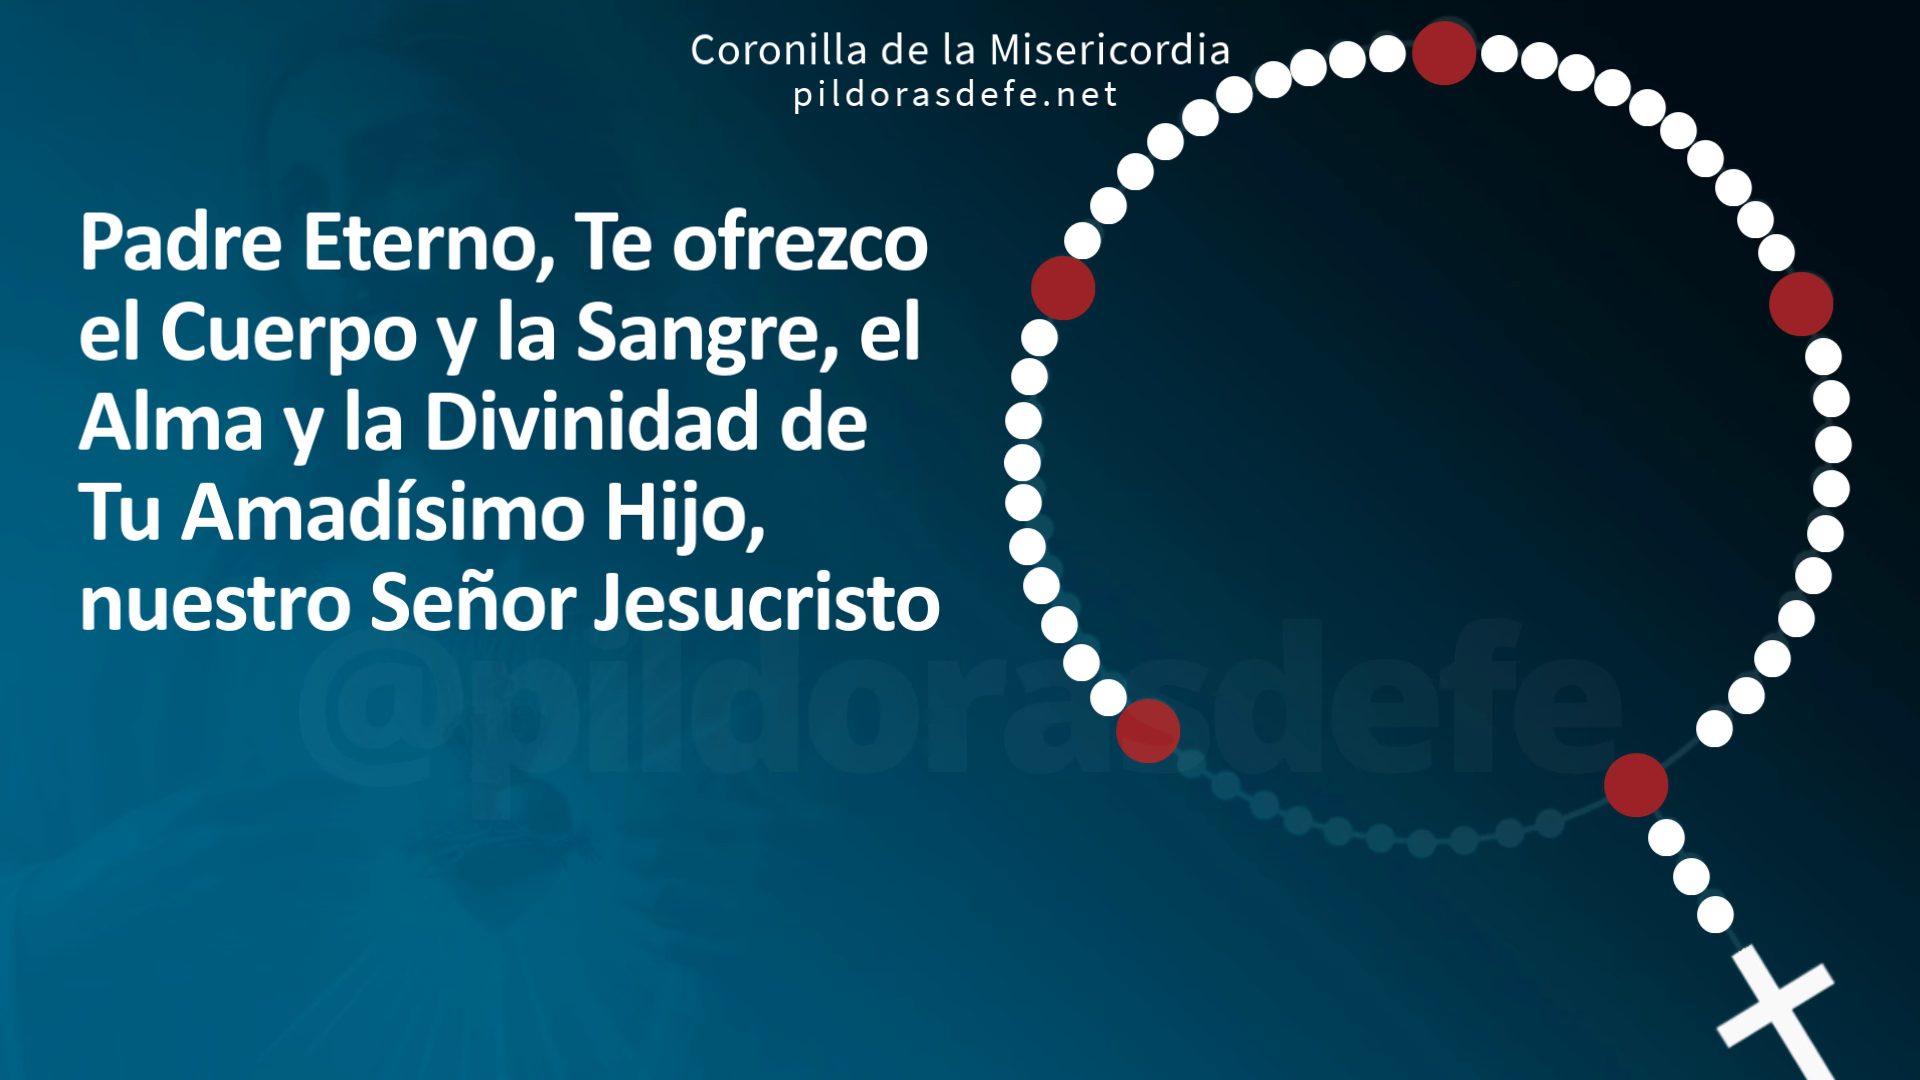 Coronilla de la Misericordia
pildorasdefe.net
Padre Eterno, Te ofrezco
el Cuerpo y la Sangre, el
Alma y la Divinidad de
Tu Amadísimo Hijo,
nuestro Señor Jesucristo
@pildorasdefe